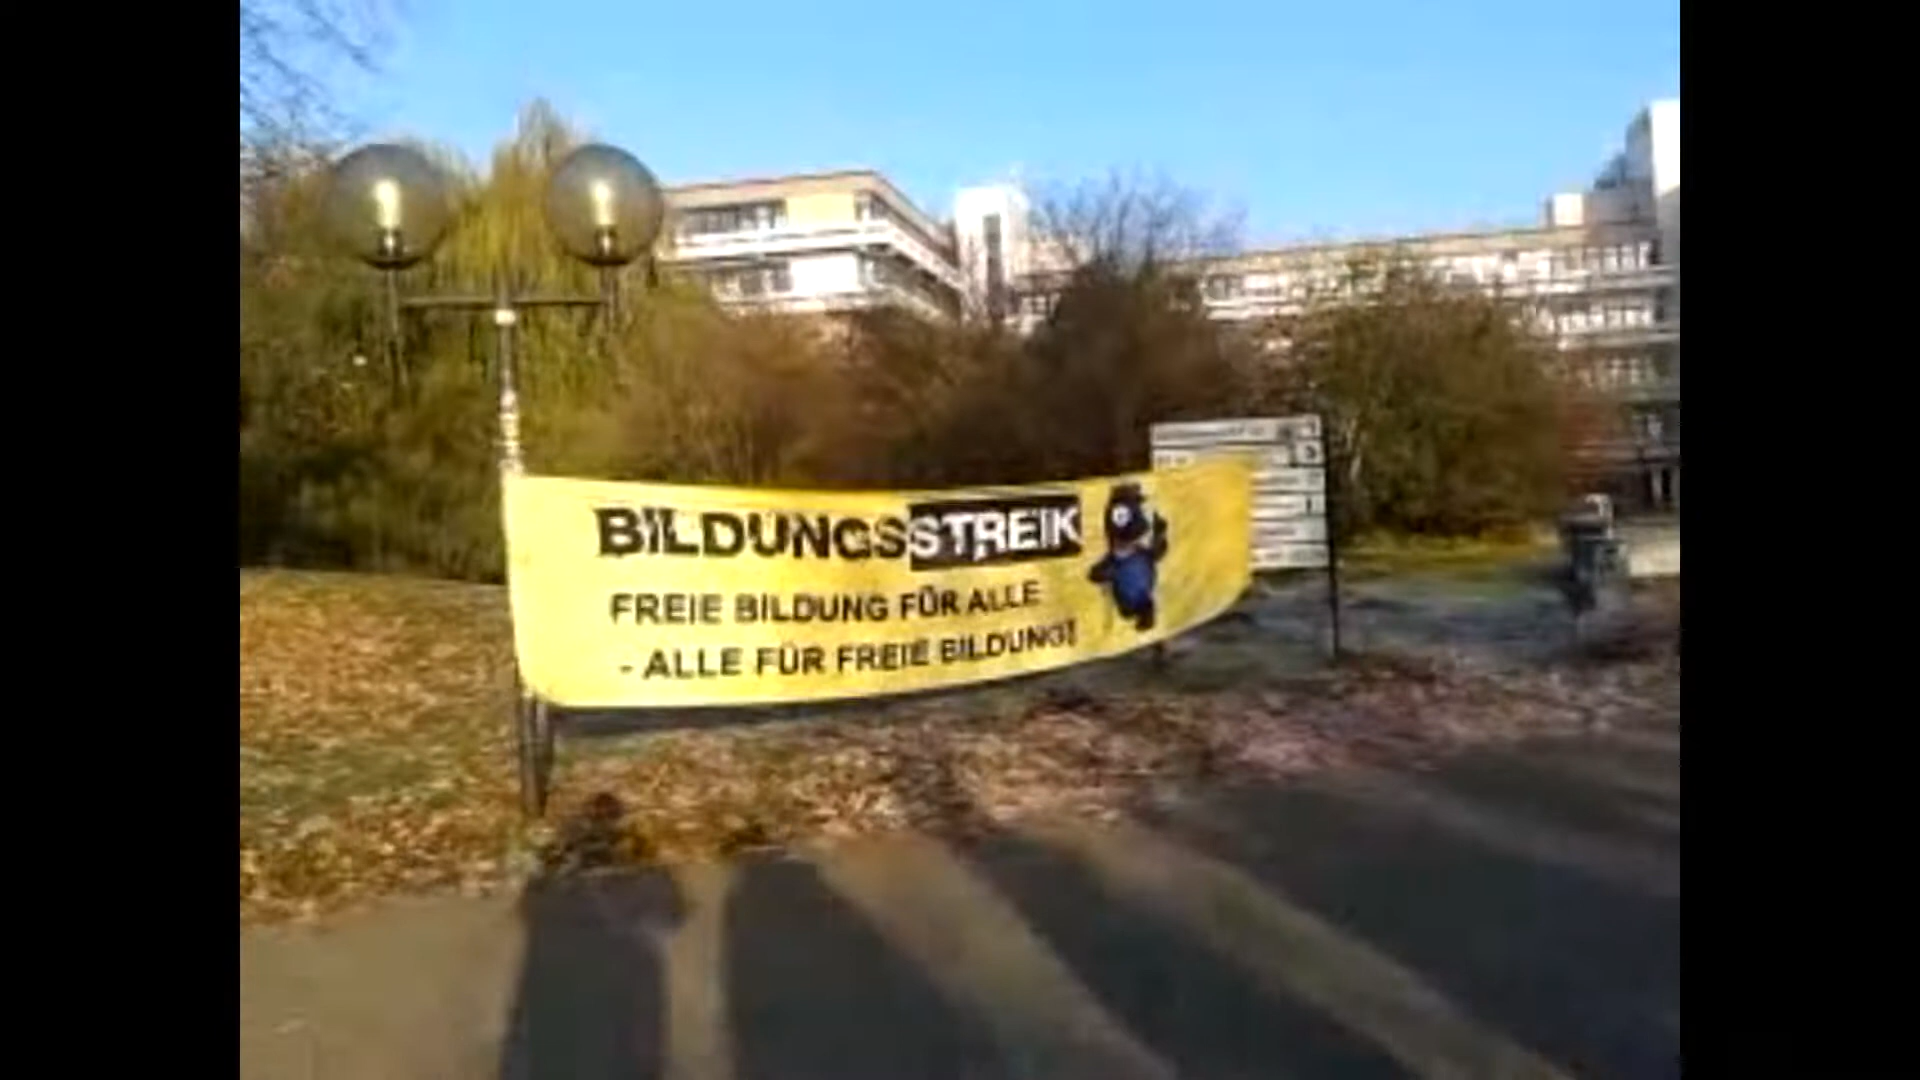 BILDUNGSSTREIK
FREIE BILDUNG FÜR ALLE
- ALLE FÜR FREIE BILDUNG!